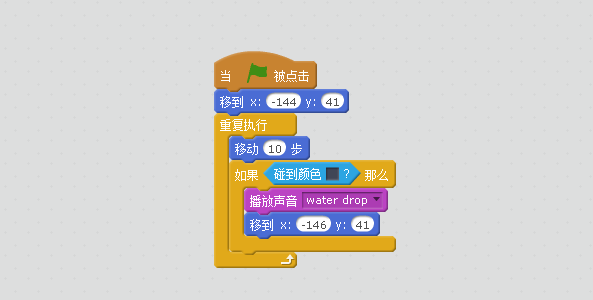 当 被点击
移到 x: -144 y: 41
重复执行
移动 10 步
如果 碰到颜色 ? 那么
播放声音 water drop
移到 x: -146 y: 41